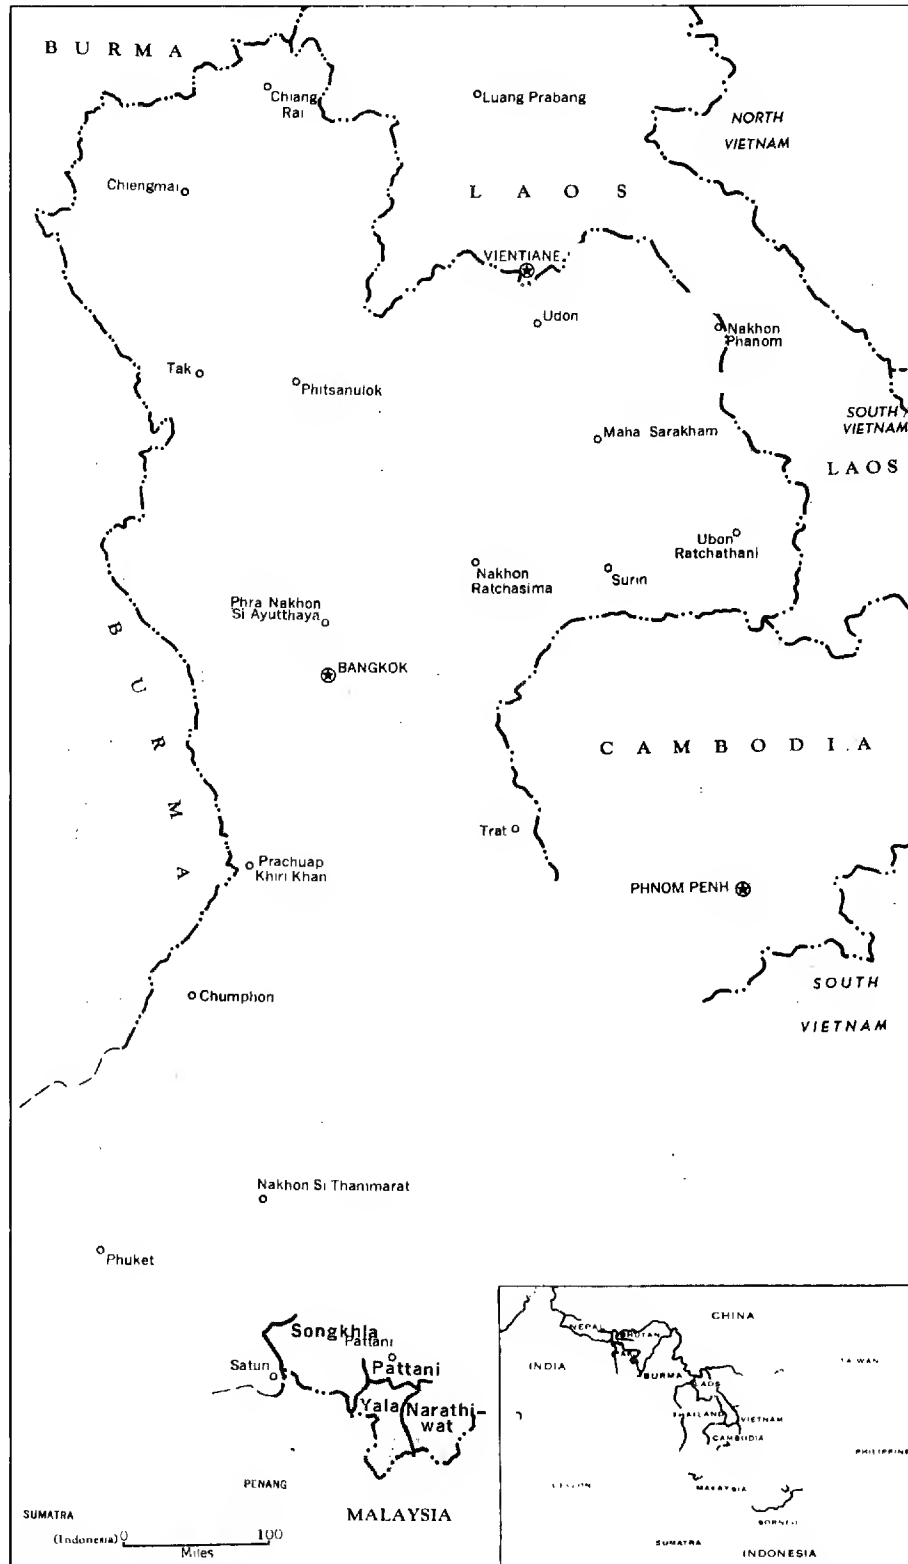 BURMA
Chiang
Rai
Luang Prabang
NORTH
VIETNAM
Chiengmai
LAOS
VIENTIANE
Udon
Nakhon
Phanom
Tak
Phitsanulok
SOUTH
VIETNAM
Maha Sarakham
LAOS
Ubon
Ratchathani
Nakhon
Ratchasima
Surin
Phra Nakhon
Si Ayutthaya
BURMA
BANGKOK
CAMBODIA
Trat
Prachuap
Khiri Khan
PHNOM PENH
Chumphon
SOUTH
VIETNAM
Nakhon Si Thammarat
Phuket
Songkhla
Pattani
Satun
Pattani
Yala
Narathi-
wat
PENANG
MALAYSIA
SUMATRA
(Indonesia)
0 100
Miles
CHINA
NEPAL
BHUTAN
INDIA
TAIWAN
BURMA
LAOS
THAILAND
VIETNAM
CAMBODIA
PHILIPPINE
CEYLON
MALAYSIA
BORNEO
SUMATRA
INDONESIA